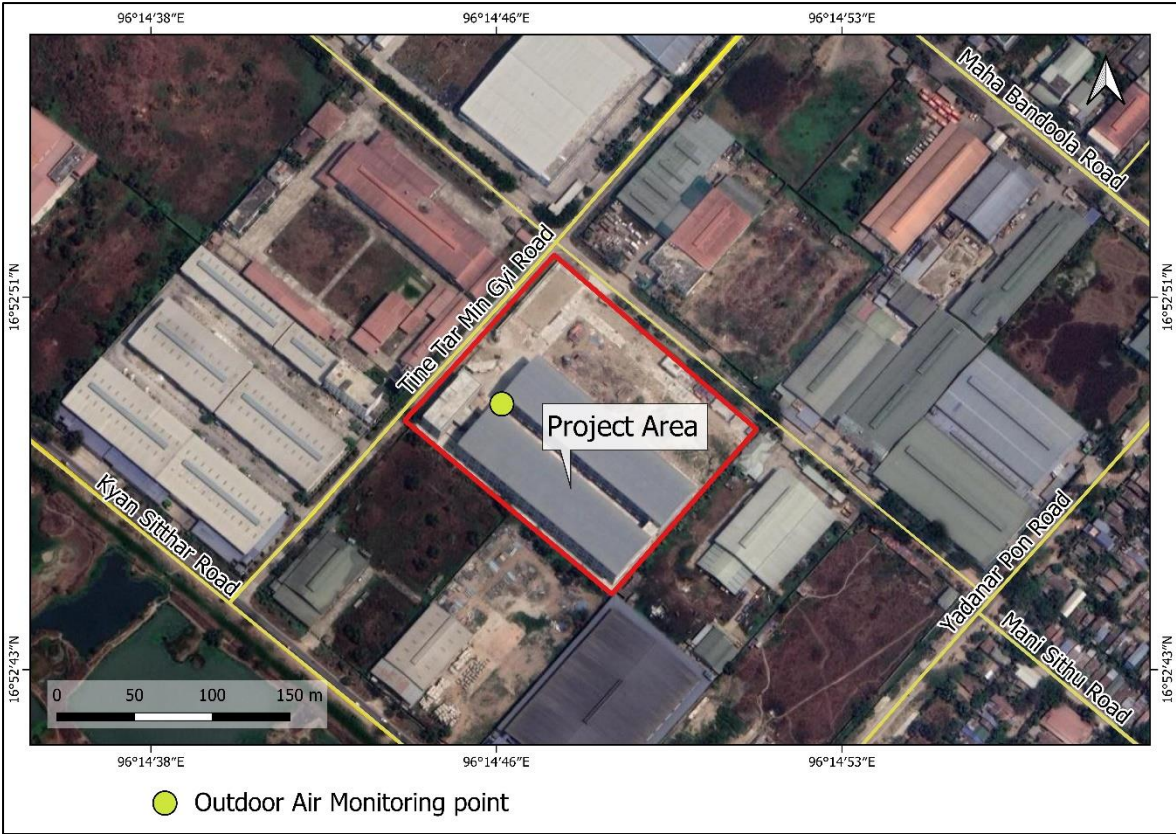 96°14′38″E
96°14′46″E
96°14′53″E
Maha Bandoola Road
16°52′51″N
16°52′51″N
Tiine Tar Min Gyi Road
Project Area
Kyan Sitthar Road
Yadanar Pon Road
Mani Sithu Road
16°52′43″N
16°52′43″N
0 50 100 150 m
96°14′38″E
96°14′46″E
96°14′53″E
Outdoor Air Monitoring point